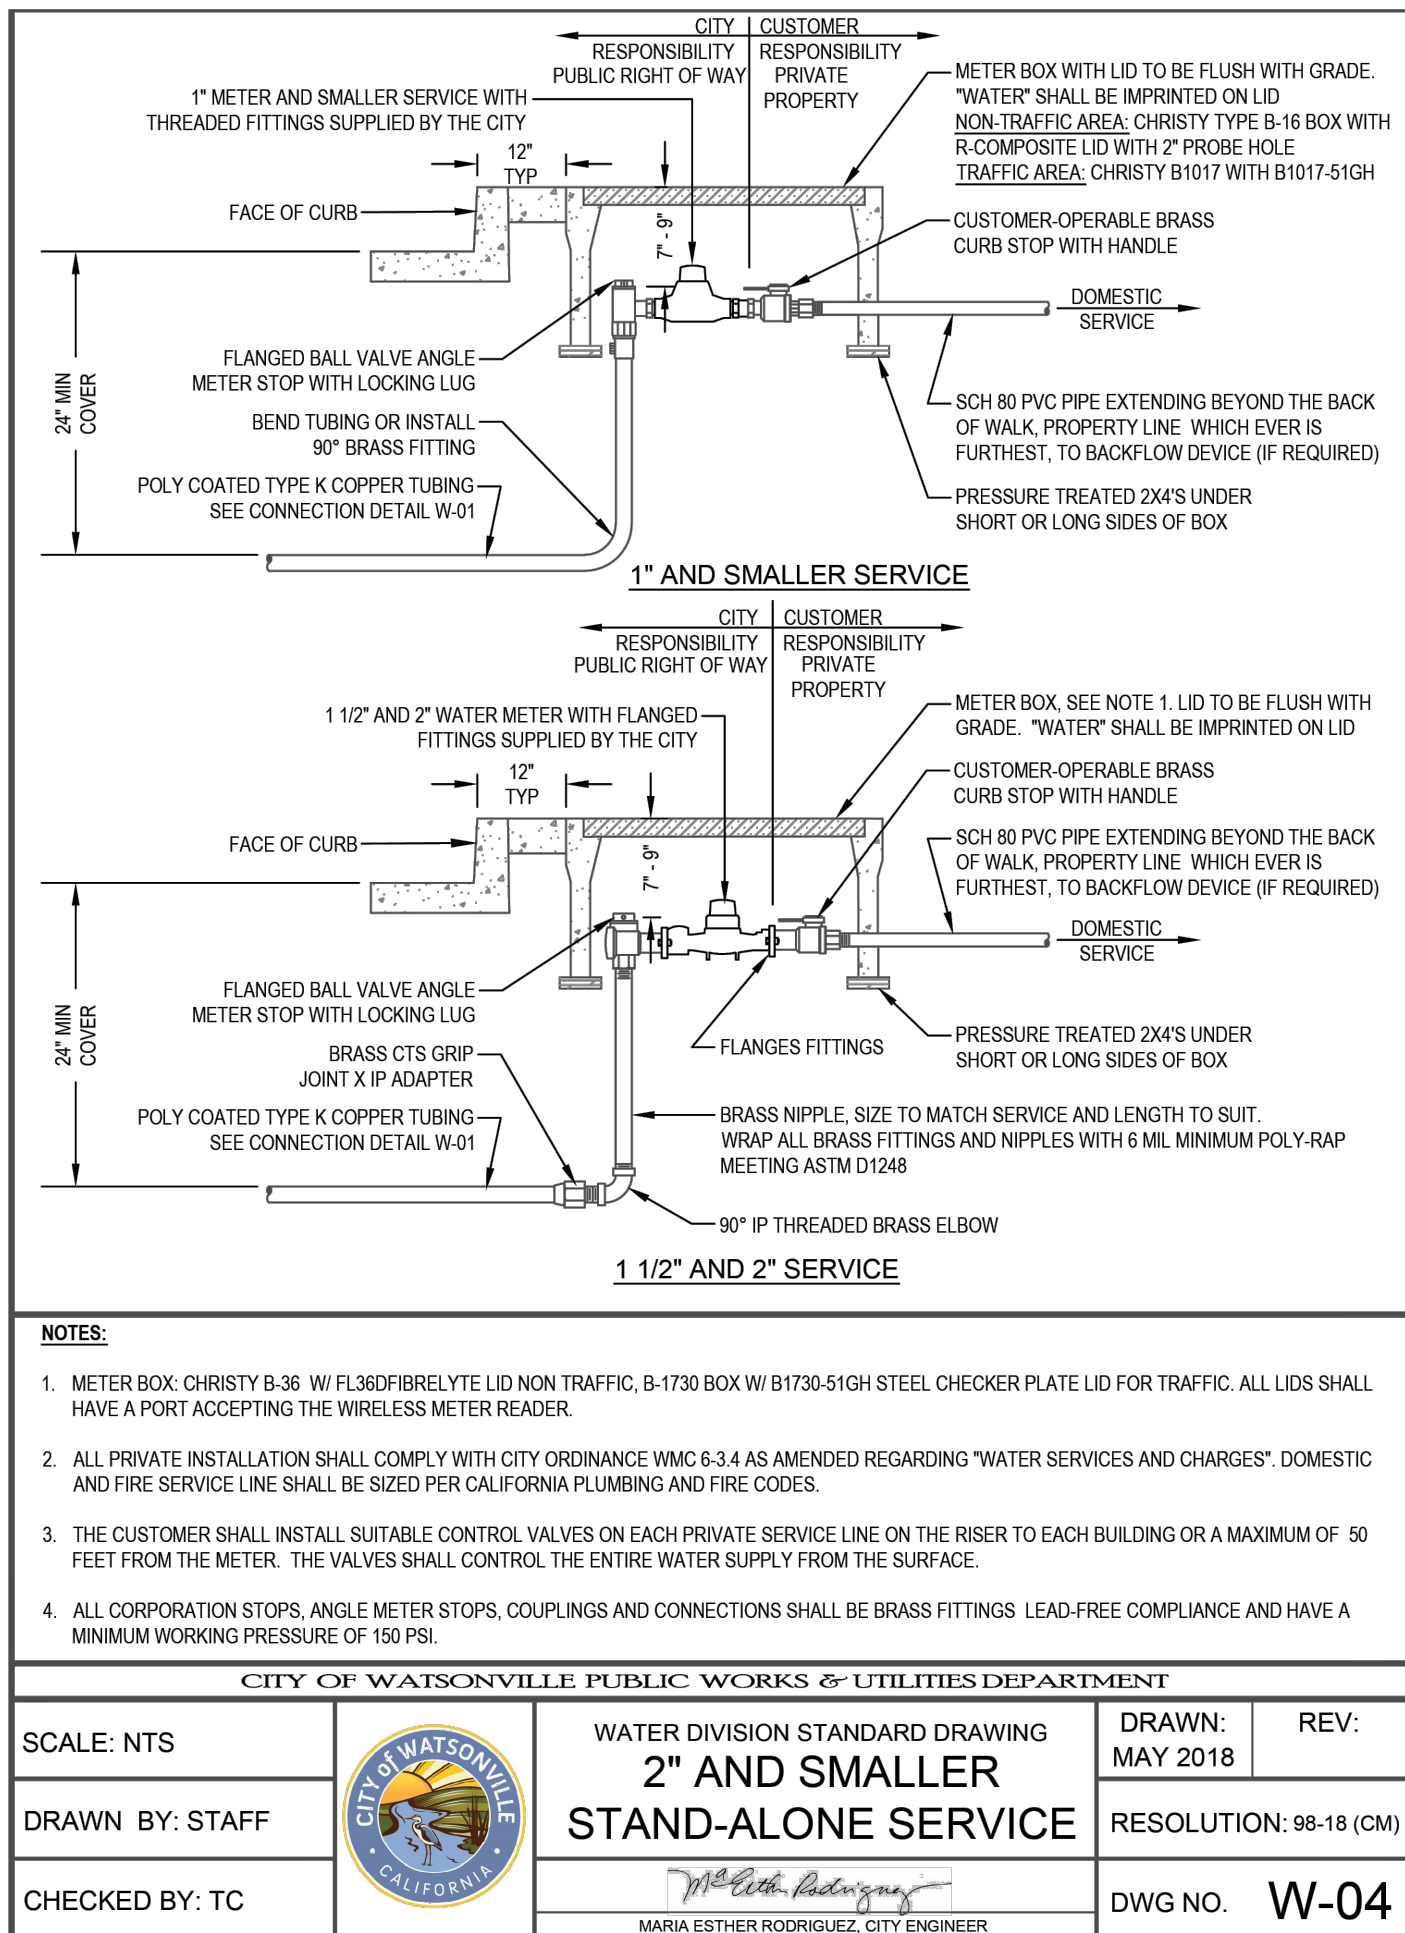 CITY CUSTOMER
RESPONSIBILITY RESPONSIBILITY
PUBLIC RIGHT OF WAY PRIVATE
PROPERTY
1" METER AND SMALLER SERVICE WITH
THREADED FITTINGS SUPPLIED BY THE CITY
METER BOX WITH LID TO BE FLUSH WITH GRADE.
"WATER" SHALL BE IMPRINTED ON LID
NON-TRAFFIC AREA: CHRISTY TYPE B-16 BOX WITH
R-COMPOSITE LID WITH 2" PROBE HOLE
TRAFFIC AREA: CHRISTY B1017 WITH B1017-51GH
12"
TYP
FACE OF CURB
7" - 9"
CUSTOMER-OPERABLE BRASS
CURB STOP WITH HANDLE
DOMESTIC
SERVICE
24" MIN
COVER
FLANGED BALL VALVE ANGLE
METER STOP WITH LOCKING LUG
BEND TUBING OR INSTALL
90° BRASS FITTING
POLY COATED TYPE K COPPER TUBING
SEE CONNECTION DETAIL W-01
SCH 80 PVC PIPE EXTENDING BEYOND THE BACK
OF WALK, PROPERTY LINE WHICH EVER IS
FURTHEST, TO BACKFLOW DEVICE (IF REQUIRED)
PRESSURE TREATED 2X4'S UNDER
SHORT OR LONG SIDES OF BOX
1" AND SMALLER SERVICE
CITY CUSTOMER
RESPONSIBILITY RESPONSIBILITY
PUBLIC RIGHT OF WAY PRIVATE
PROPERTY
1 1/2" AND 2" WATER METER WITH FLANGED
FITTINGS SUPPLIED BY THE CITY
METER BOX, SEE NOTE 1. LID TO BE FLUSH WITH
GRADE. "WATER" SHALL BE IMPRINTED ON LID
12"
TYP
FACE OF CURB
7" - 9"
CUSTOMER-OPERABLE BRASS
CURB STOP WITH HANDLE
SCH 80 PVC PIPE EXTENDING BEYOND THE BACK
OF WALK, PROPERTY LINE WHICH EVER IS
FURTHEST, TO BACKFLOW DEVICE (IF REQUIRED)
DOMESTIC
SERVICE
24" MIN
COVER
FLANGED BALL VALVE ANGLE
METER STOP WITH LOCKING LUG
BRASS CTS GRIP
JOINT X IP ADAPTER
POLY COATED TYPE K COPPER TUBING
SEE CONNECTION DETAIL W-01
FLANGES FITTINGS
PRESSURE TREATED 2X4'S UNDER
SHORT OR LONG SIDES OF BOX
BRASS NIPPLE, SIZE TO MATCH SERVICE AND LENGTH TO SUIT.
WRAP ALL BRASS FITTINGS AND NIPPLES WITH 6 MIL MINIMUM POLY-RAP
MEETING ASTM D1248
90° IP THREADED BRASS ELBOW
1 1/2" AND 2" SERVICE
NOTES:
1. METER BOX: CHRISTY B-36 W/ FL36DFIBRELYTE LID NON TRAFFIC, B-1730 BOX W/ B1730-51GH STEEL CHECKER PLATE LID FOR TRAFFIC. ALL LIDS SHALL
HAVE A PORT ACCEPTING THE WIRELESS METER READER.
2. ALL PRIVATE INSTALLATION SHALL COMPLY WITH CITY ORDINANCE WMC 6-3.4 AS AMENDED REGARDING "WATER SERVICES AND CHARGES". DOMESTIC
AND FIRE SERVICE LINE SHALL BE SIZED PER CALIFORNIA PLUMBING AND FIRE CODES.
3. THE CUSTOMER SHALL INSTALL SUITABLE CONTROL VALVES ON EACH PRIVATE SERVICE LINE ON THE RISER TO EACH BUILDING OR A MAXIMUM OF 50
FEET FROM THE METER. THE VALVES SHALL CONTROL THE ENTIRE WATER SUPPLY FROM THE SURFACE.
4. ALL CORPORATION STOPS, ANGLE METER STOPS, COUPLINGS AND CONNECTIONS SHALL BE BRASS FITTINGS LEAD-FREE COMPLIANCE AND HAVE A
MINIMUM WORKING PRESSURE OF 150 PSI.
CITY OF WATSONVILLE PUBLIC WORKS & UTILITIES DEPARTMENT
SCALE: NTS
DRAWN BY: STAFF
CHECKED BY: TC
CITY of WATSONVILLE
CALIFORNIA
WATER DIVISION STANDARD DRAWING
2" AND SMALLER
STAND-ALONE SERVICE
Ma Esther Rodriguez
MARIA ESTHER RODRIGUEZ, CITY ENGINEER
DRAWN:
MAY 2018
REV:
RESOLUTION: 98-18 (CM)
DWG NO. W-04